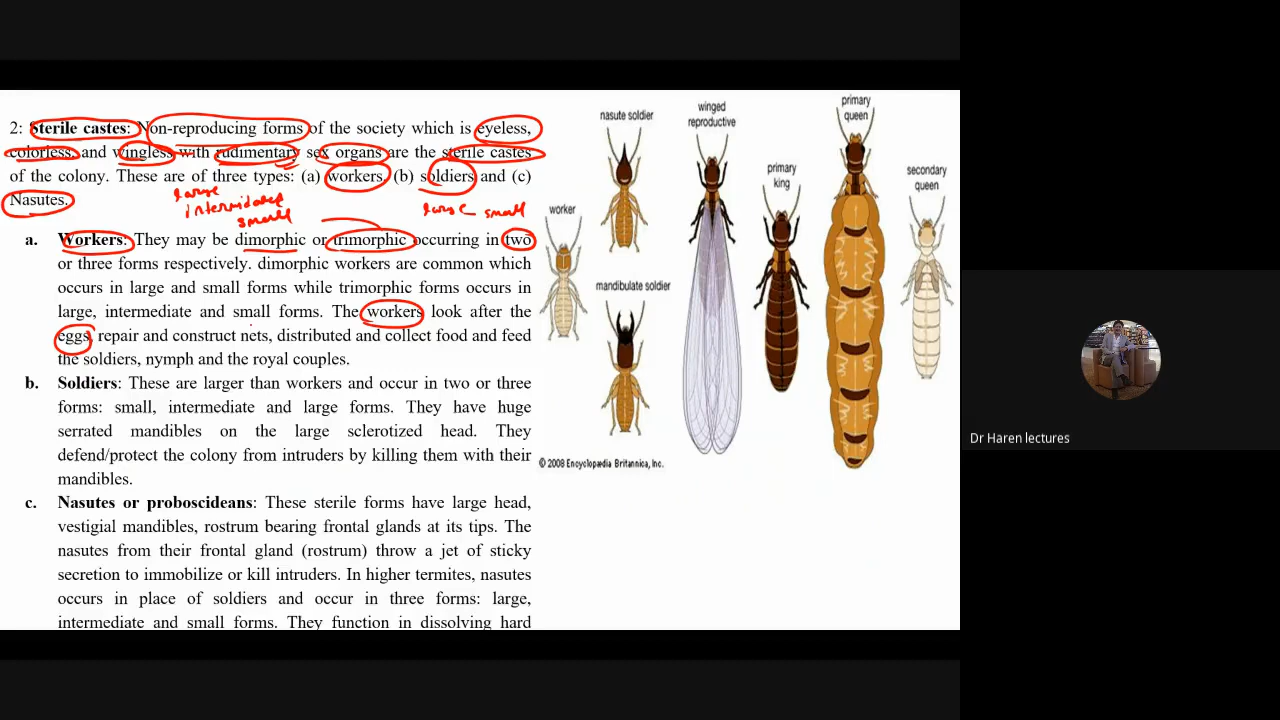 2: Sterile castes: Non-reproducing forms of the society which is eyeless,
colorless, and wingless with rudimentary sex organs are the sterile castes
of the colony. These are of three types: (a) workers, (b) soldiers and (c)
Nasutes.
large
intermidates
small
large small
a. Workers: They may be dimorphic or trimorphic occurring in two
or three forms respectively. dimorphic workers are common which
occurs in large and small forms while trimorphic forms occurs in
large, intermediate and small forms. The workers look after the
eggs, repair and construct nets, distributed and collect food and feed
the soldiers, nymph and the royal couples.
b. Soldiers: These are larger than workers and occur in two or three
forms: small, intermediate and large forms. They have huge
serrated mandibles on the large sclerotized head. They
defend/protect the colony from intruders by killing them with their
mandibles.
c. Nasutes or proboscideans: These sterile forms have large head,
vestigial mandibles, rostrum bearing frontal glands at its tips. The
nasutes from their frontal gland (rostrum) throw a jet of sticky
secretion to immobilize or kill intruders. In higher termites, nasutes
occurs in place of soldiers and occur in three forms: large,
intermediate and small forms. They function in dissolving hard
worker
nasute soldier
mandibulate soldier
winged
reproductive
primary
king
primary
queen
secondary
queen
© 2008 Encyclopædia Britannica, Inc.
Dr Haren lectures